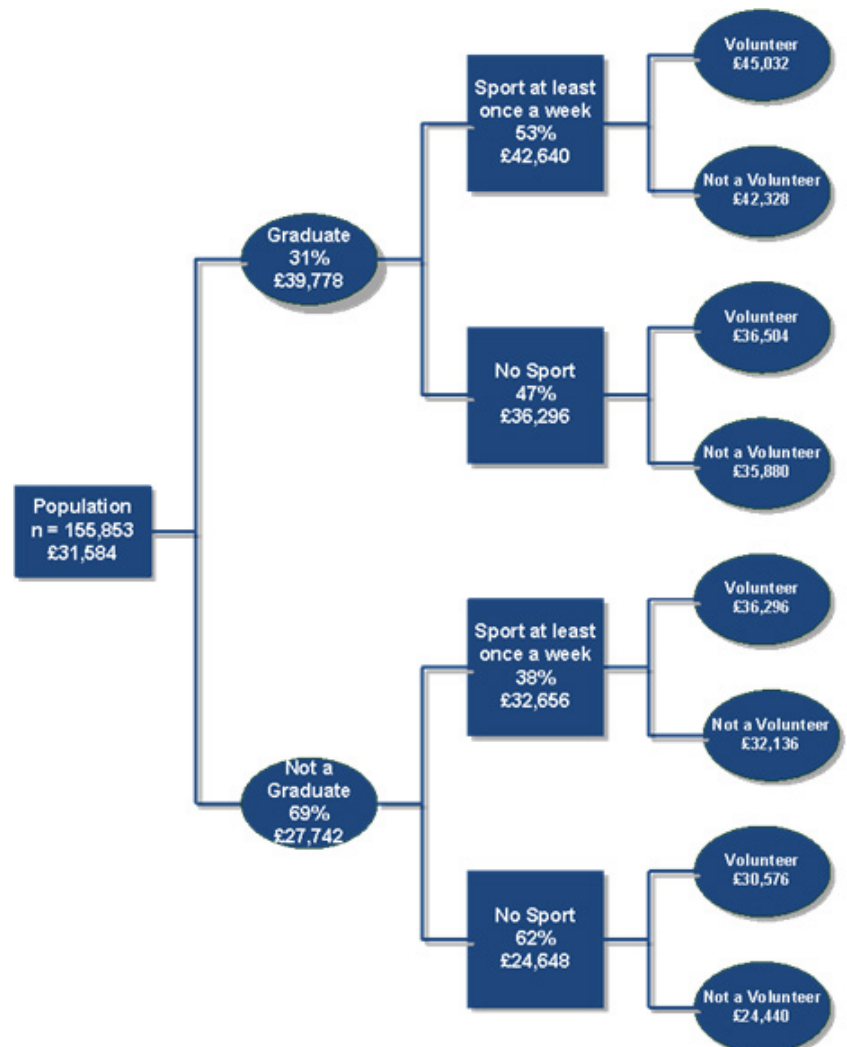 Population
n = 155,853
£31,584
Graduate
31%
£39,778
Sport at least
once a week
53%
£42,640
Volunteer
£45,032
Not a Volunteer
£42,328
No Sport
47%
£36,296
Volunteer
£36,504
Not a Volunteer
£35,880
Not a
Graduate
69%
£27,742
Sport at least
once a week
38%
£32,656
Volunteer
£36,296
Not a Volunteer
£32,136
No Sport
62%
£24,648
Volunteer
£30,576
Not a Volunteer
£24,440